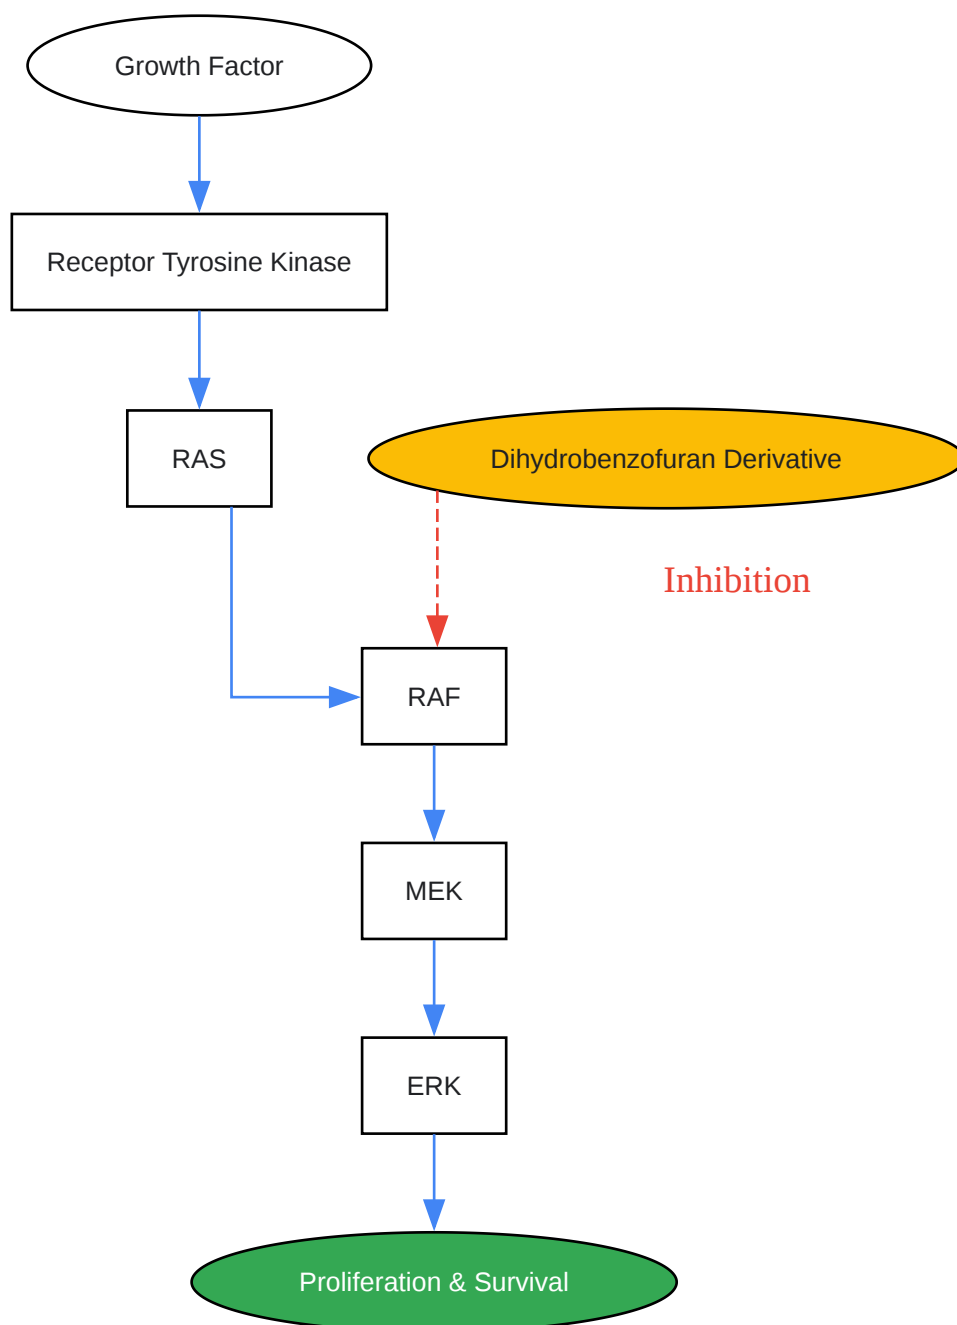 Growth Factor
Receptor Tyrosine Kinase
RAS
Dihydrobenzofuran Derivative
Inhibition
RAF
MEK
ERK
Proliferation & Survival